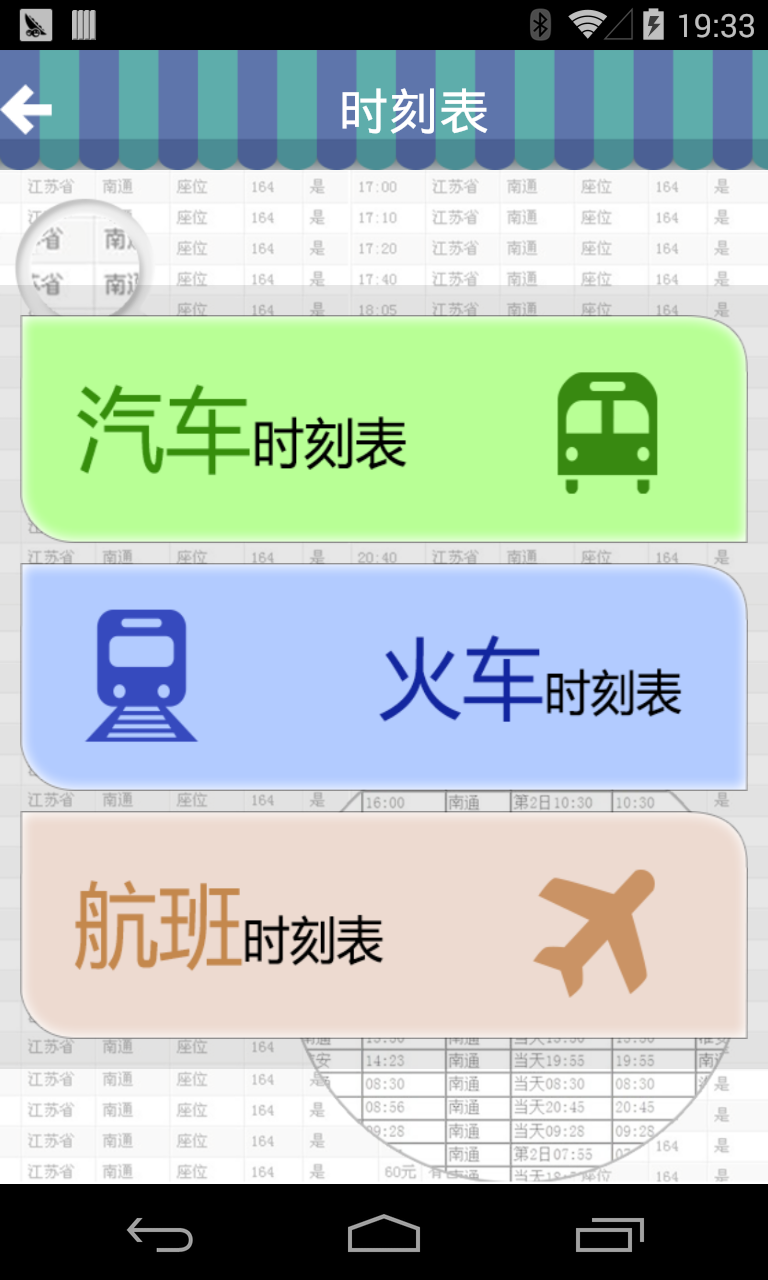 19:33
时刻表
江苏省 南通 座位 164 是 17:00 江苏省 南通 座位 164 是
座位 164 是 17:10 江苏省 南通 座位 164 是
省 南
座位 164 是 17:20 江苏省 南通 座位 164 是
省 南通
座位 164 是 17:40 江苏省 南通 座位 164 是
座位 164 是 18:05 江苏省 南通 座位 164 是
汽车时刻表
江苏省 南通 座位 164 是 20:40 江苏省 南通 座位 164 是
火车时刻表
江苏省 南通 座位 164 是 16:00 南通 第2日10:30 10:30 是
航班时刻表
江苏省 南通 座位 164
14:23 南通 当天19:55 19:55
江苏省 南通 座位 164 是 08:30 南通 当天08:30 08:30 是
江苏省 南通 座位 164 是 08:56 南通 当天20:45 20:45 是
江苏省 南通 座位 164 是 09:28 南通 当天09:28 09:28 164 是
南通 第2日07:55
江苏省 南通 座位 164 是 60元 座位 164 是